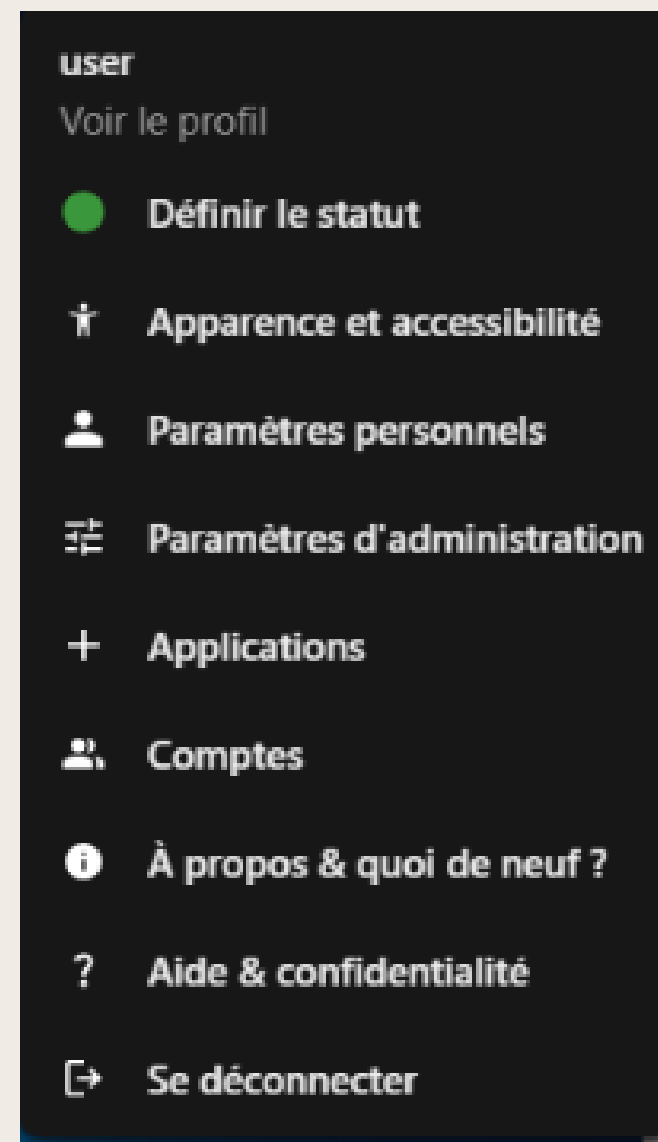 user
Voir le profil
Définir le statut
Apparence et accessibilité
Paramètres personnels
Paramètres d'administration
Applications
Comptes
À propos & quoi de neuf ?
Aide & confidentialité
Se déconnecter